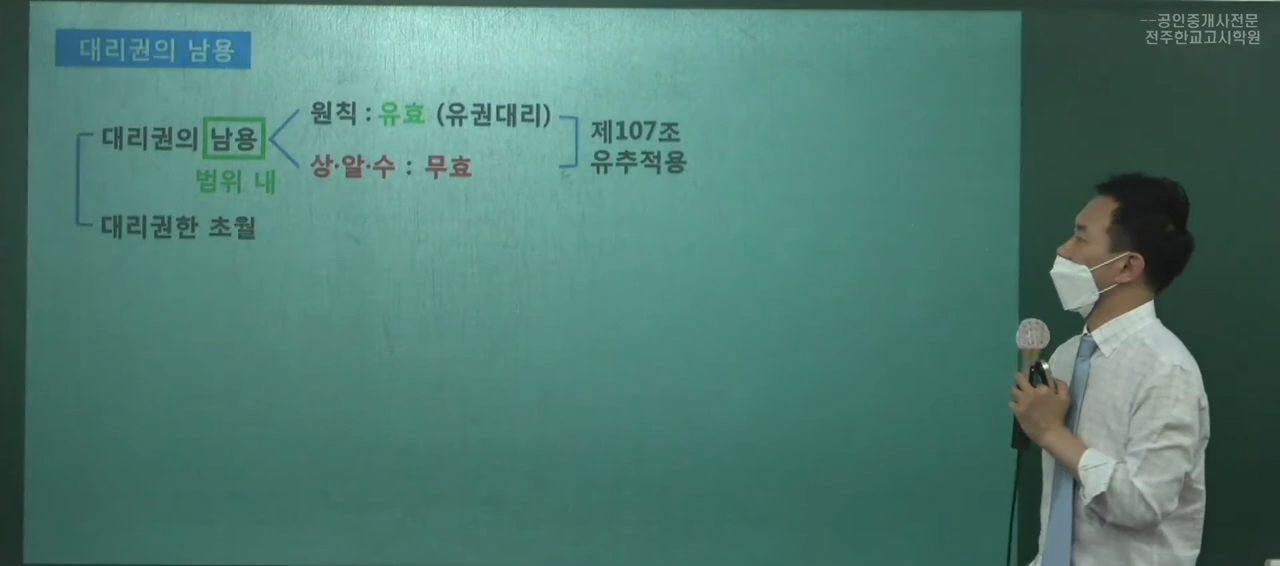 --공인중개사전문
전주한교고시학원
대리권의 남용
원칙 : 유효 (유권대리)
대리권의 남용
제107조
상·알·수 : 무효
유추적용
범위 내
대리권한 초월